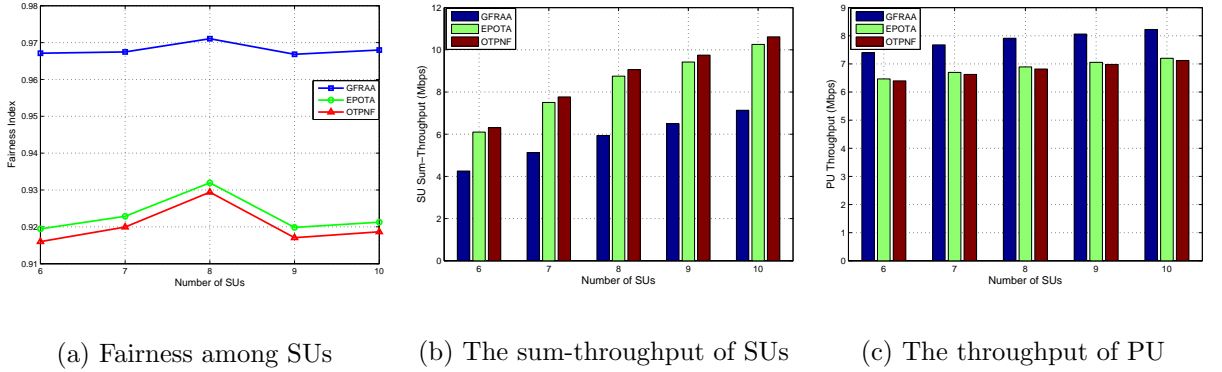 0.98
0.97
0.96
0.95
0.94
0.93
0.92
0.91
Fairness Index
GFRAA
EPOTA
OTPNF
6 7 8 9 10
Number of SUs
(a) Fairness among SUs
12
10
8
6
4
2
0
SU Sum−Throughput (Mbps)
GFRAA
EPOTA
OTPNF
6 7 8 9 10
Number of SUs
(b) The sum-throughput of SUs
9
8
7
6
5
4
3
2
1
0
PU Throughput (Mbps)
GFRAA
EPOTA
OTPNF
6 7 8 9 10
Number of SUs
(c) The throughput of PU